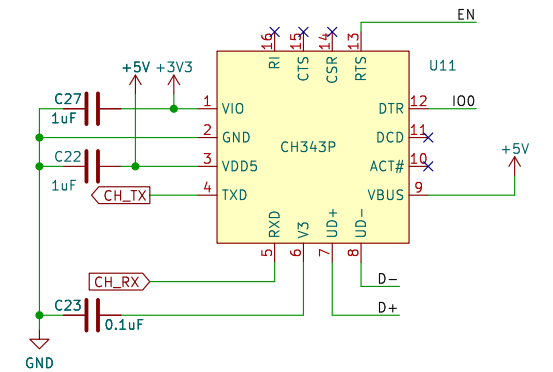 EN
16
15
14
13
RI
CTS
CSR
RTS
U11
+5V
+3V3
C27
1uF
1
VIO
DTR
12
IO0
2
GND
DCD
11
CH343P
C22
1uF
3
VDD5
ACT#
10
+5V
CH_TX
4
TXD
VBUS
9
RXD
V3
UD+
UD-
5
6
7
8
CH_RX
D-
C23
0.1uF
D+
GND